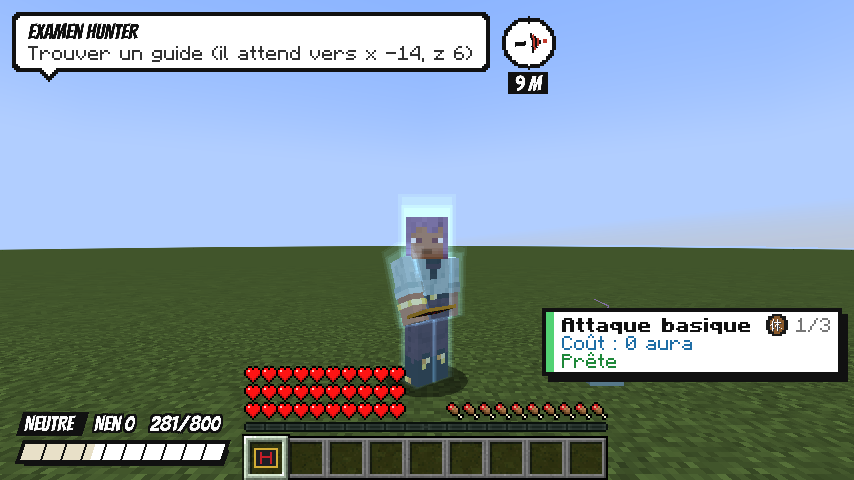 EXAMEN HUNTER
Trouver un guide (il attend vers x -14, z 6)
9 M
Attaque basique 休 1/3
Coût : 0 aura
Prête
NEUTRE NEN 0 281/800
H